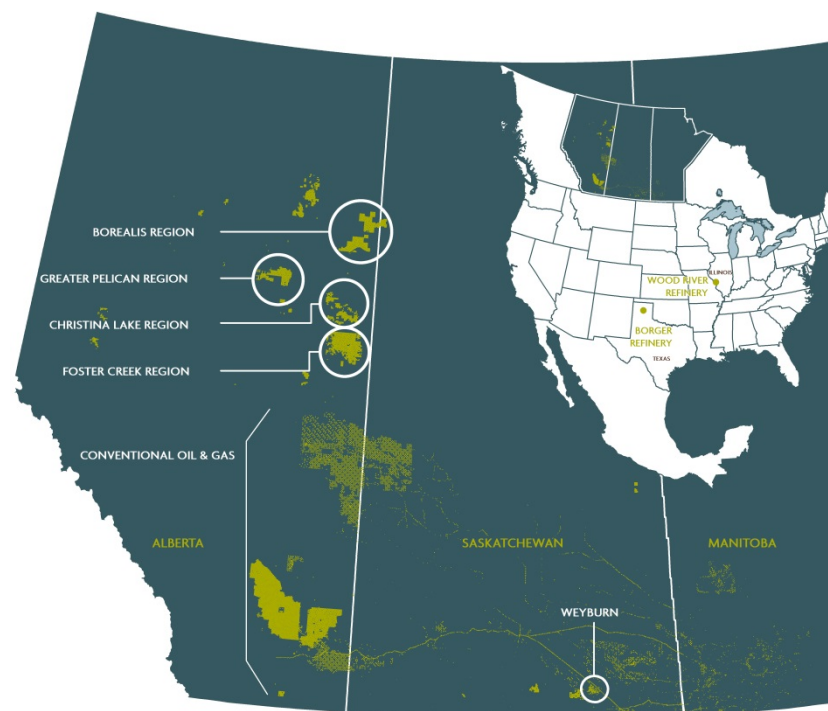 BOREALIS REGION
GREATER PELICAN REGION
CHRISTINA LAKE REGION
FOSTER CREEK REGION
CONVENTIONAL OIL & GAS
ALBERTA
SASKATCHEWAN
MANITOBA
WEYBURN
ILLINOIS
WOOD RIVER
REFINERY
BORGER
REFINERY
TEXAS